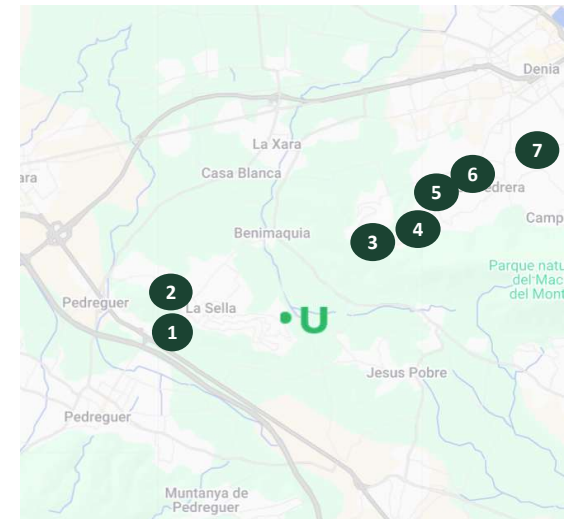 Denia
La Xara
7
Casa Blanca
ara
6
5
drera
4
Camp
Benimaquia
3
Parque natu
del Mac
del Mont
2
Pedreguer
La Sella
U
1
Jesus Pobre
Pedreguer
Muntanya de
Pedreguer